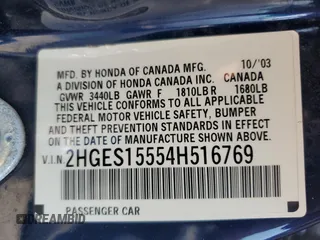 MFD. BY HONDA OF CANADA MFG. 10/'03
A DIVISION OF HONDA CANADA INC. CANADA
GVWR 3440LB GAWR F 1810LB R 1680LB
THIS VEHICLE CONFORMS TO ALL APPLICABLE
FEDERAL MOTOR VEHICLE SAFETY, BUMPER
AND THEFT PREVENTION STANDARDS IN EFFECT
ON THE DATE OF MANUFACTURE SHOWN ABOVE.
V.I.N. 2HGES15554H516769
PASSENGER CAR
DREAMBID